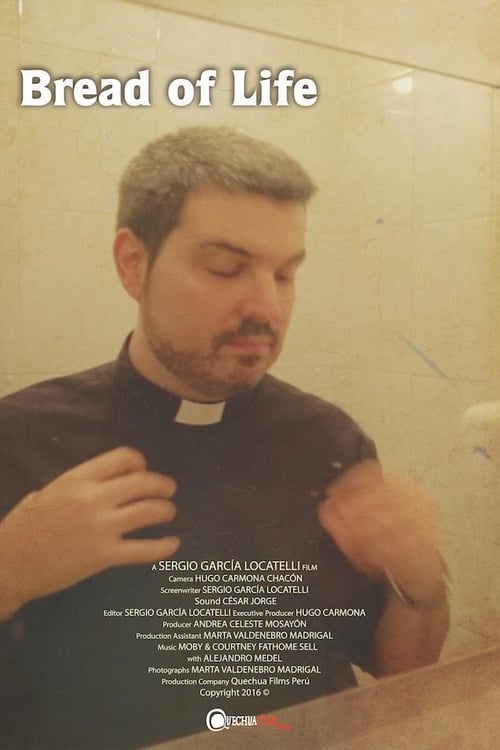 Bread of Life
A SERGIO GARCÍA LOCATELLI FILM
Camera HUGO CARMONA CHACÓN
Screenwriter SERGIO GARCÍA LOCATELLI
Sound CÉSAR JORGE
Editor SERGIO GARCÍA LOCATELLI Executive Producer HUGO CARMONA
Producer ANDREA CELESTE MOSAYÓN
Production Assistant MARTA VALDENEBRO MADRIGAL
Music MOBY & COURTNEY FATHOME SELL
with ALEJANDRO MEDEL
Photographs MARTA VALDENEBRO MADRIGAL
Production Company Quechua Films Perú
Copyright 2016 ©
QUECHUA